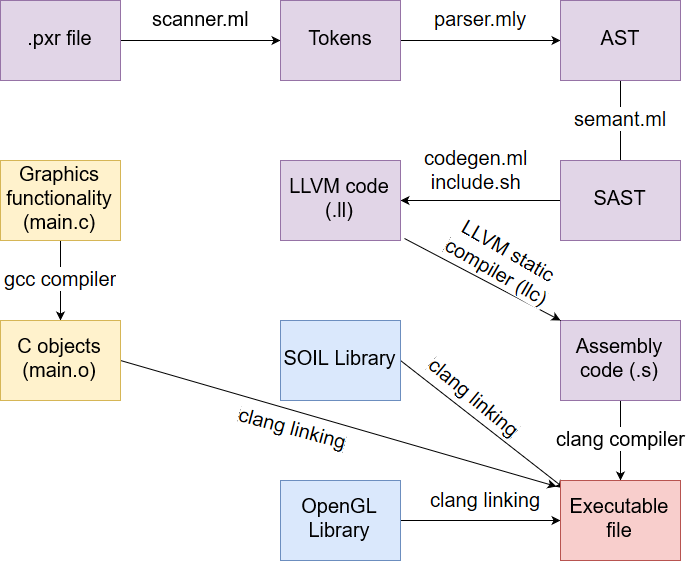 .pxr file
scanner.ml
Tokens
parser.mly
AST
semant.ml
Graphics
functionality
(main.c)
LLVM code
(.ll)
codegen.ml
include.sh
SAST
gcc compiler
LLVM static
compiler (llc)
C objects
(main.o)
SOIL Library
Assembly
code (.s)
clang linking
clang linking
clang compiler
OpenGL
Library
clang linking
Executable
file